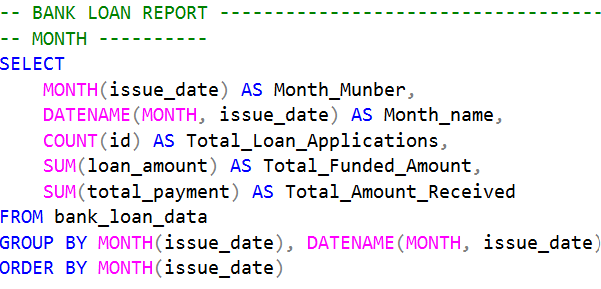 -- BANK LOAN REPORT -----------------------------------
-- MONTH ----------
SELECT
    MONTH(issue_date) AS Month_Munber,
    DATENAME(MONTH, issue_date) AS Month_name,
    COUNT(id) AS Total_Loan_Applications,
    SUM(loan_amount) AS Total_Funded_Amount,
    SUM(total_payment) AS Total_Amount_Received
FROM bank_loan_data
GROUP BY MONTH(issue_date), DATENAME(MONTH, issue_date)
ORDER BY MONTH(issue_date)